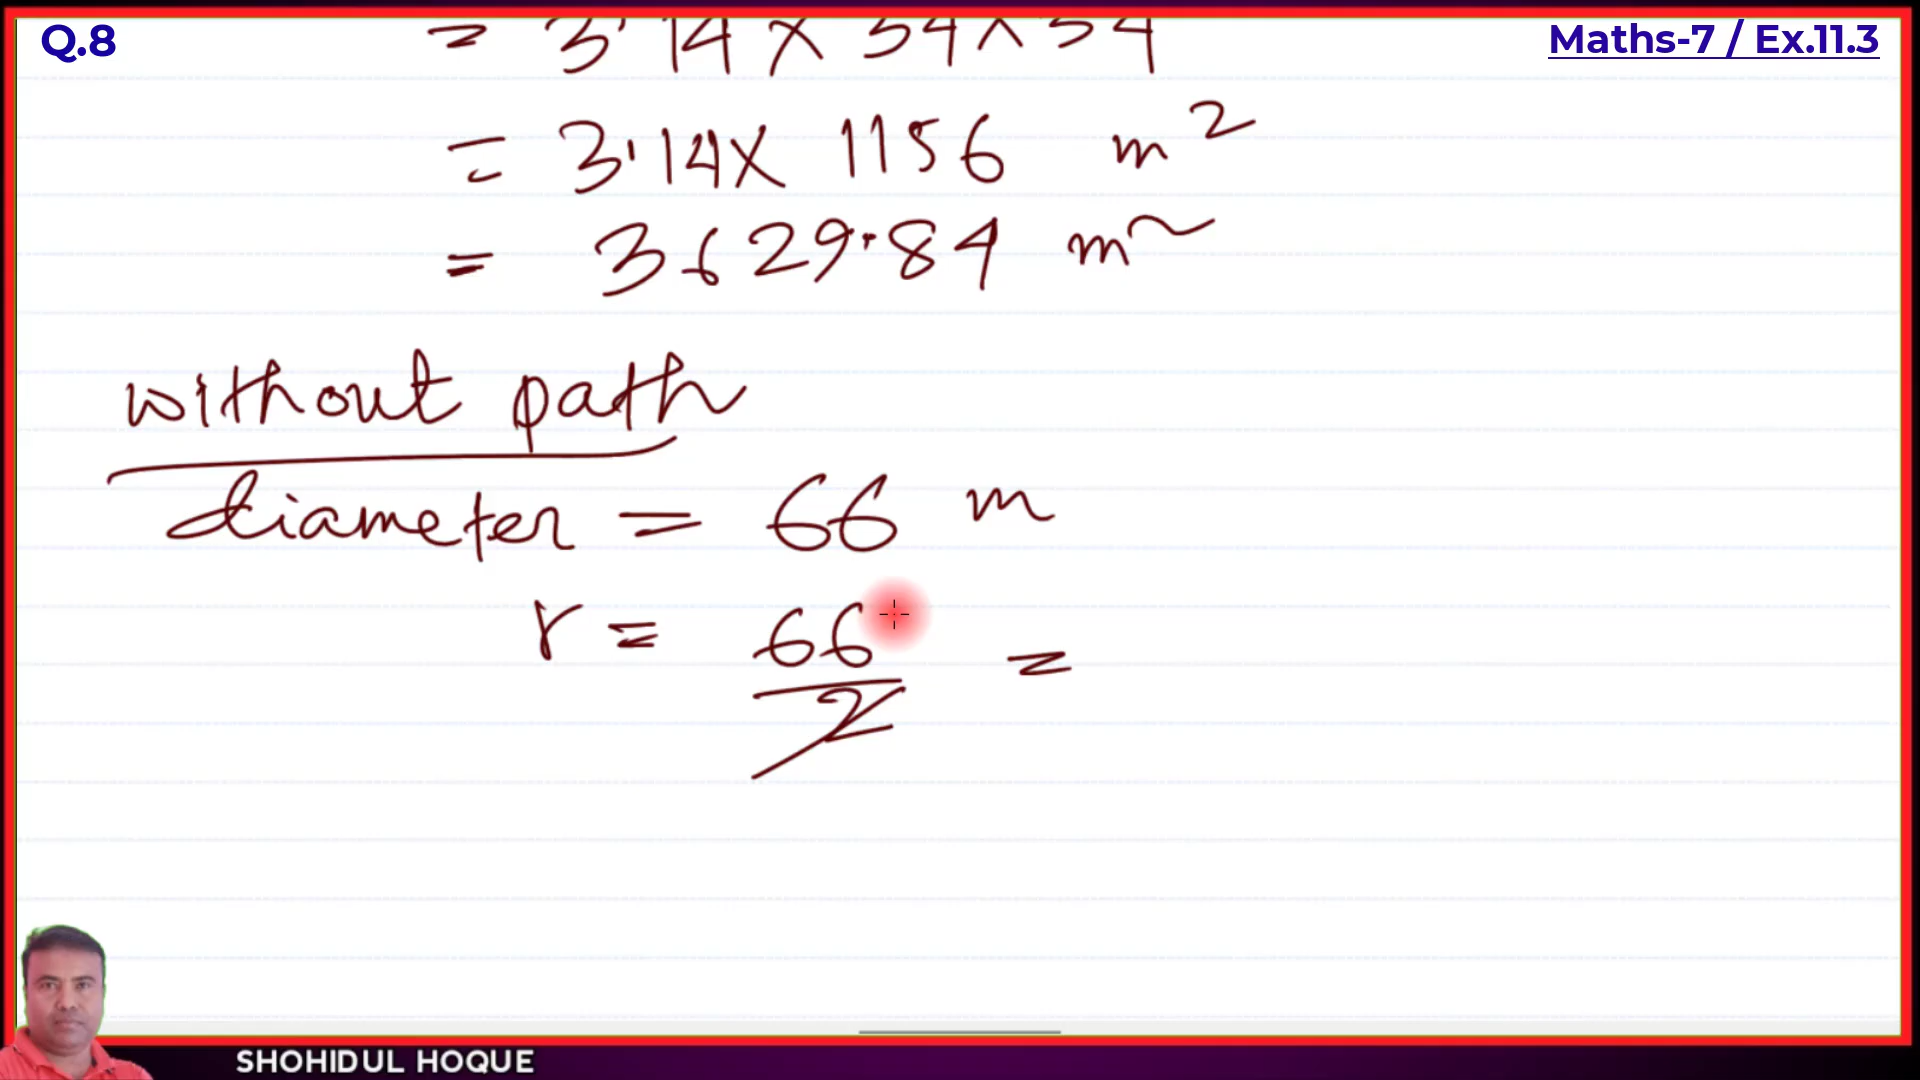 Q.8
Maths-7 / Ex.11.3
= 3.14 X 34 X 34
= 3.14 X 1156 m²
= 3629.84 m²
without path
diameter = 66 m
r = 66/2 =
SHOHIDUL HOQUE